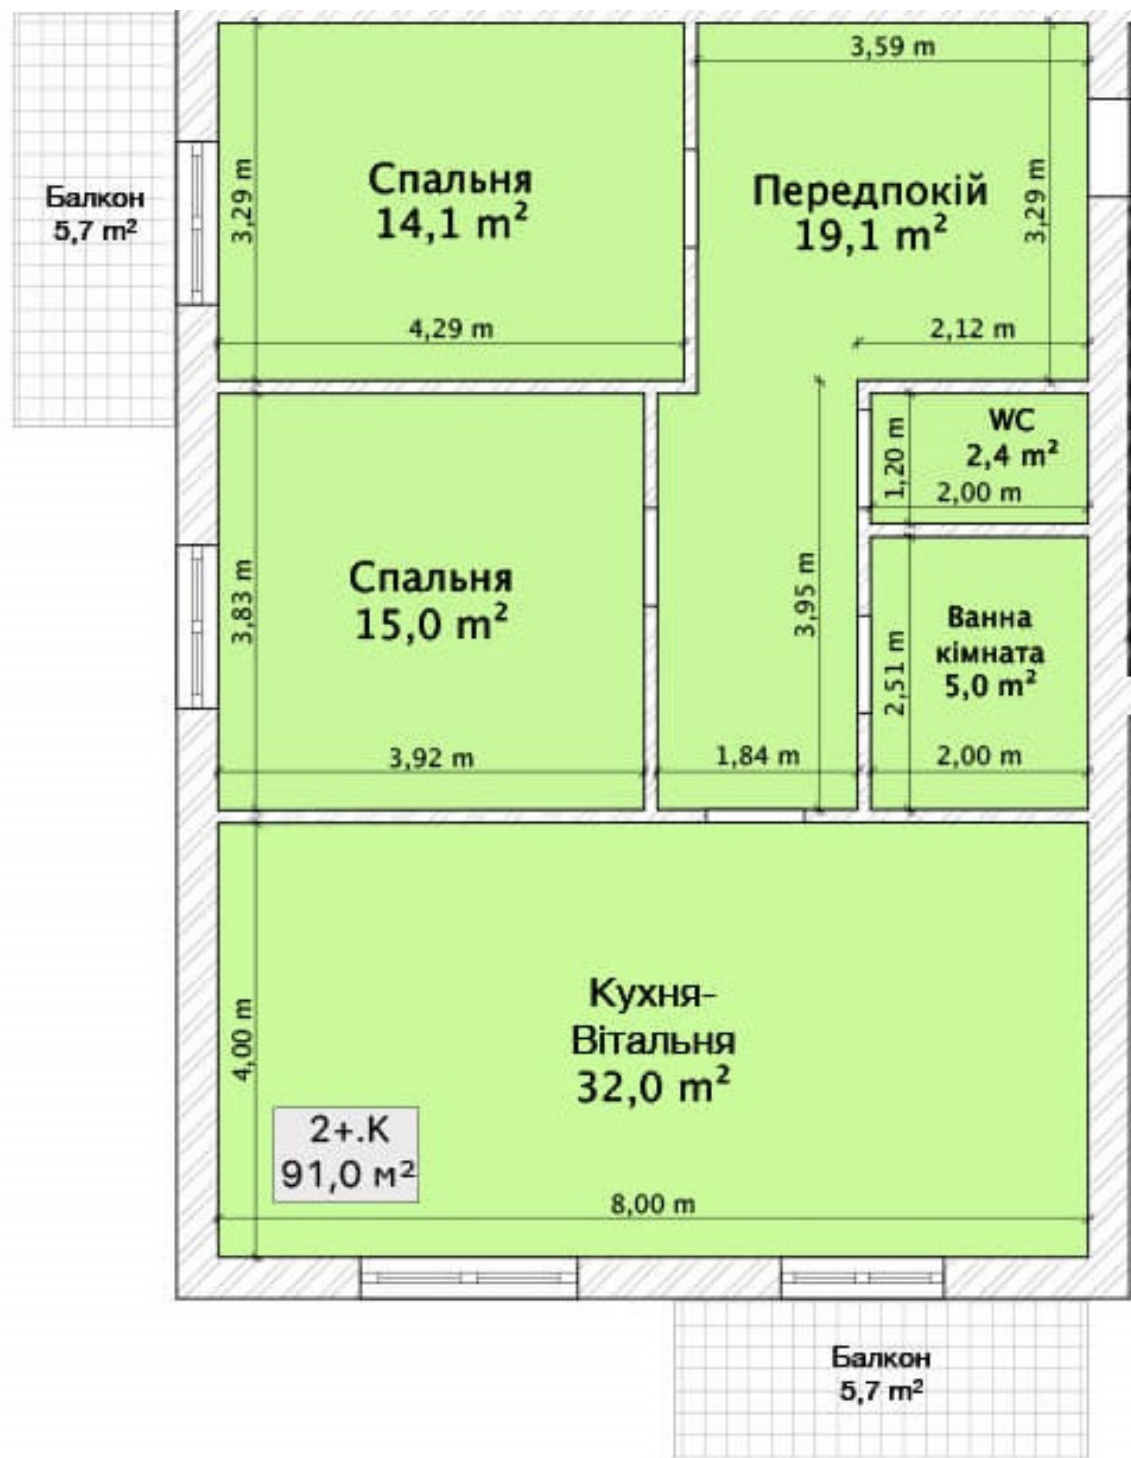 3,59 m
Балкон
5,7 m²
3,29 m
Спальня
14,1 m²
4,29 m
Передпокій
19,1 m²
3,29 m
2,12 m
WC
2,4 m²
1,20 m
2,00 m
Спальня
15,0 m²
3,83 m
3,92 m
3,95 m
1,84 m
Ванна
кімната
5,0 m²
2,51 m
2,00 m
Кухня-
Вітальня
32,0 m²
4,00 m
2+.К
91,0 м²
8,00 m
Балкон
5,7 m²